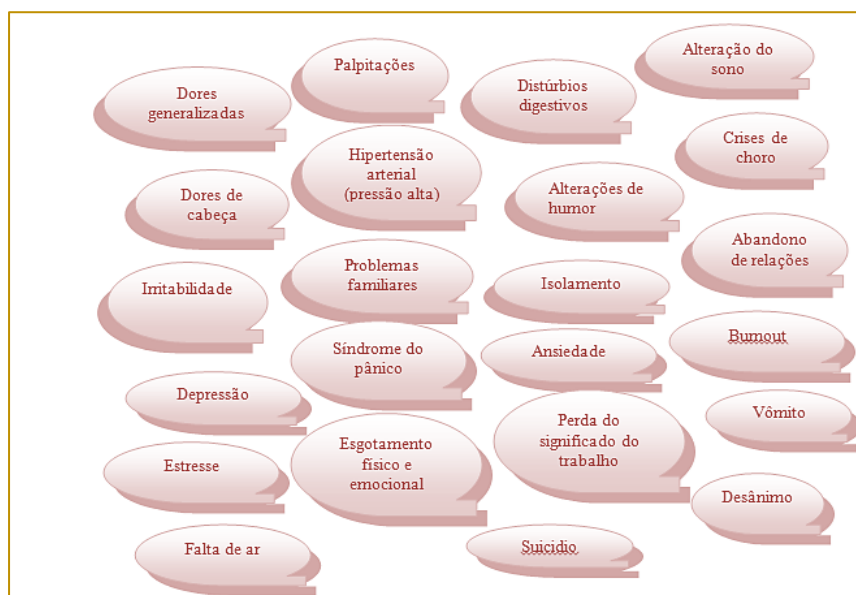 Dores
generalizadas
Palpitações
Distúrbios
digestivos
Alteração do
sono
Dores de
cabeça
Hipertensão
arterial
(pressão alta)
Alterações de
humor
Crises de
choro
Irritabilidade
Problemas
familiares
Isolamento
Abandono
de relações
Depressão
Síndrome do
pânico
Ansiedade
Burnout
Estresse
Esgotamento
físico e
emocional
Perda do
significado do
trabalho
Vômito
Falta de ar
Suicidio
Desânimo